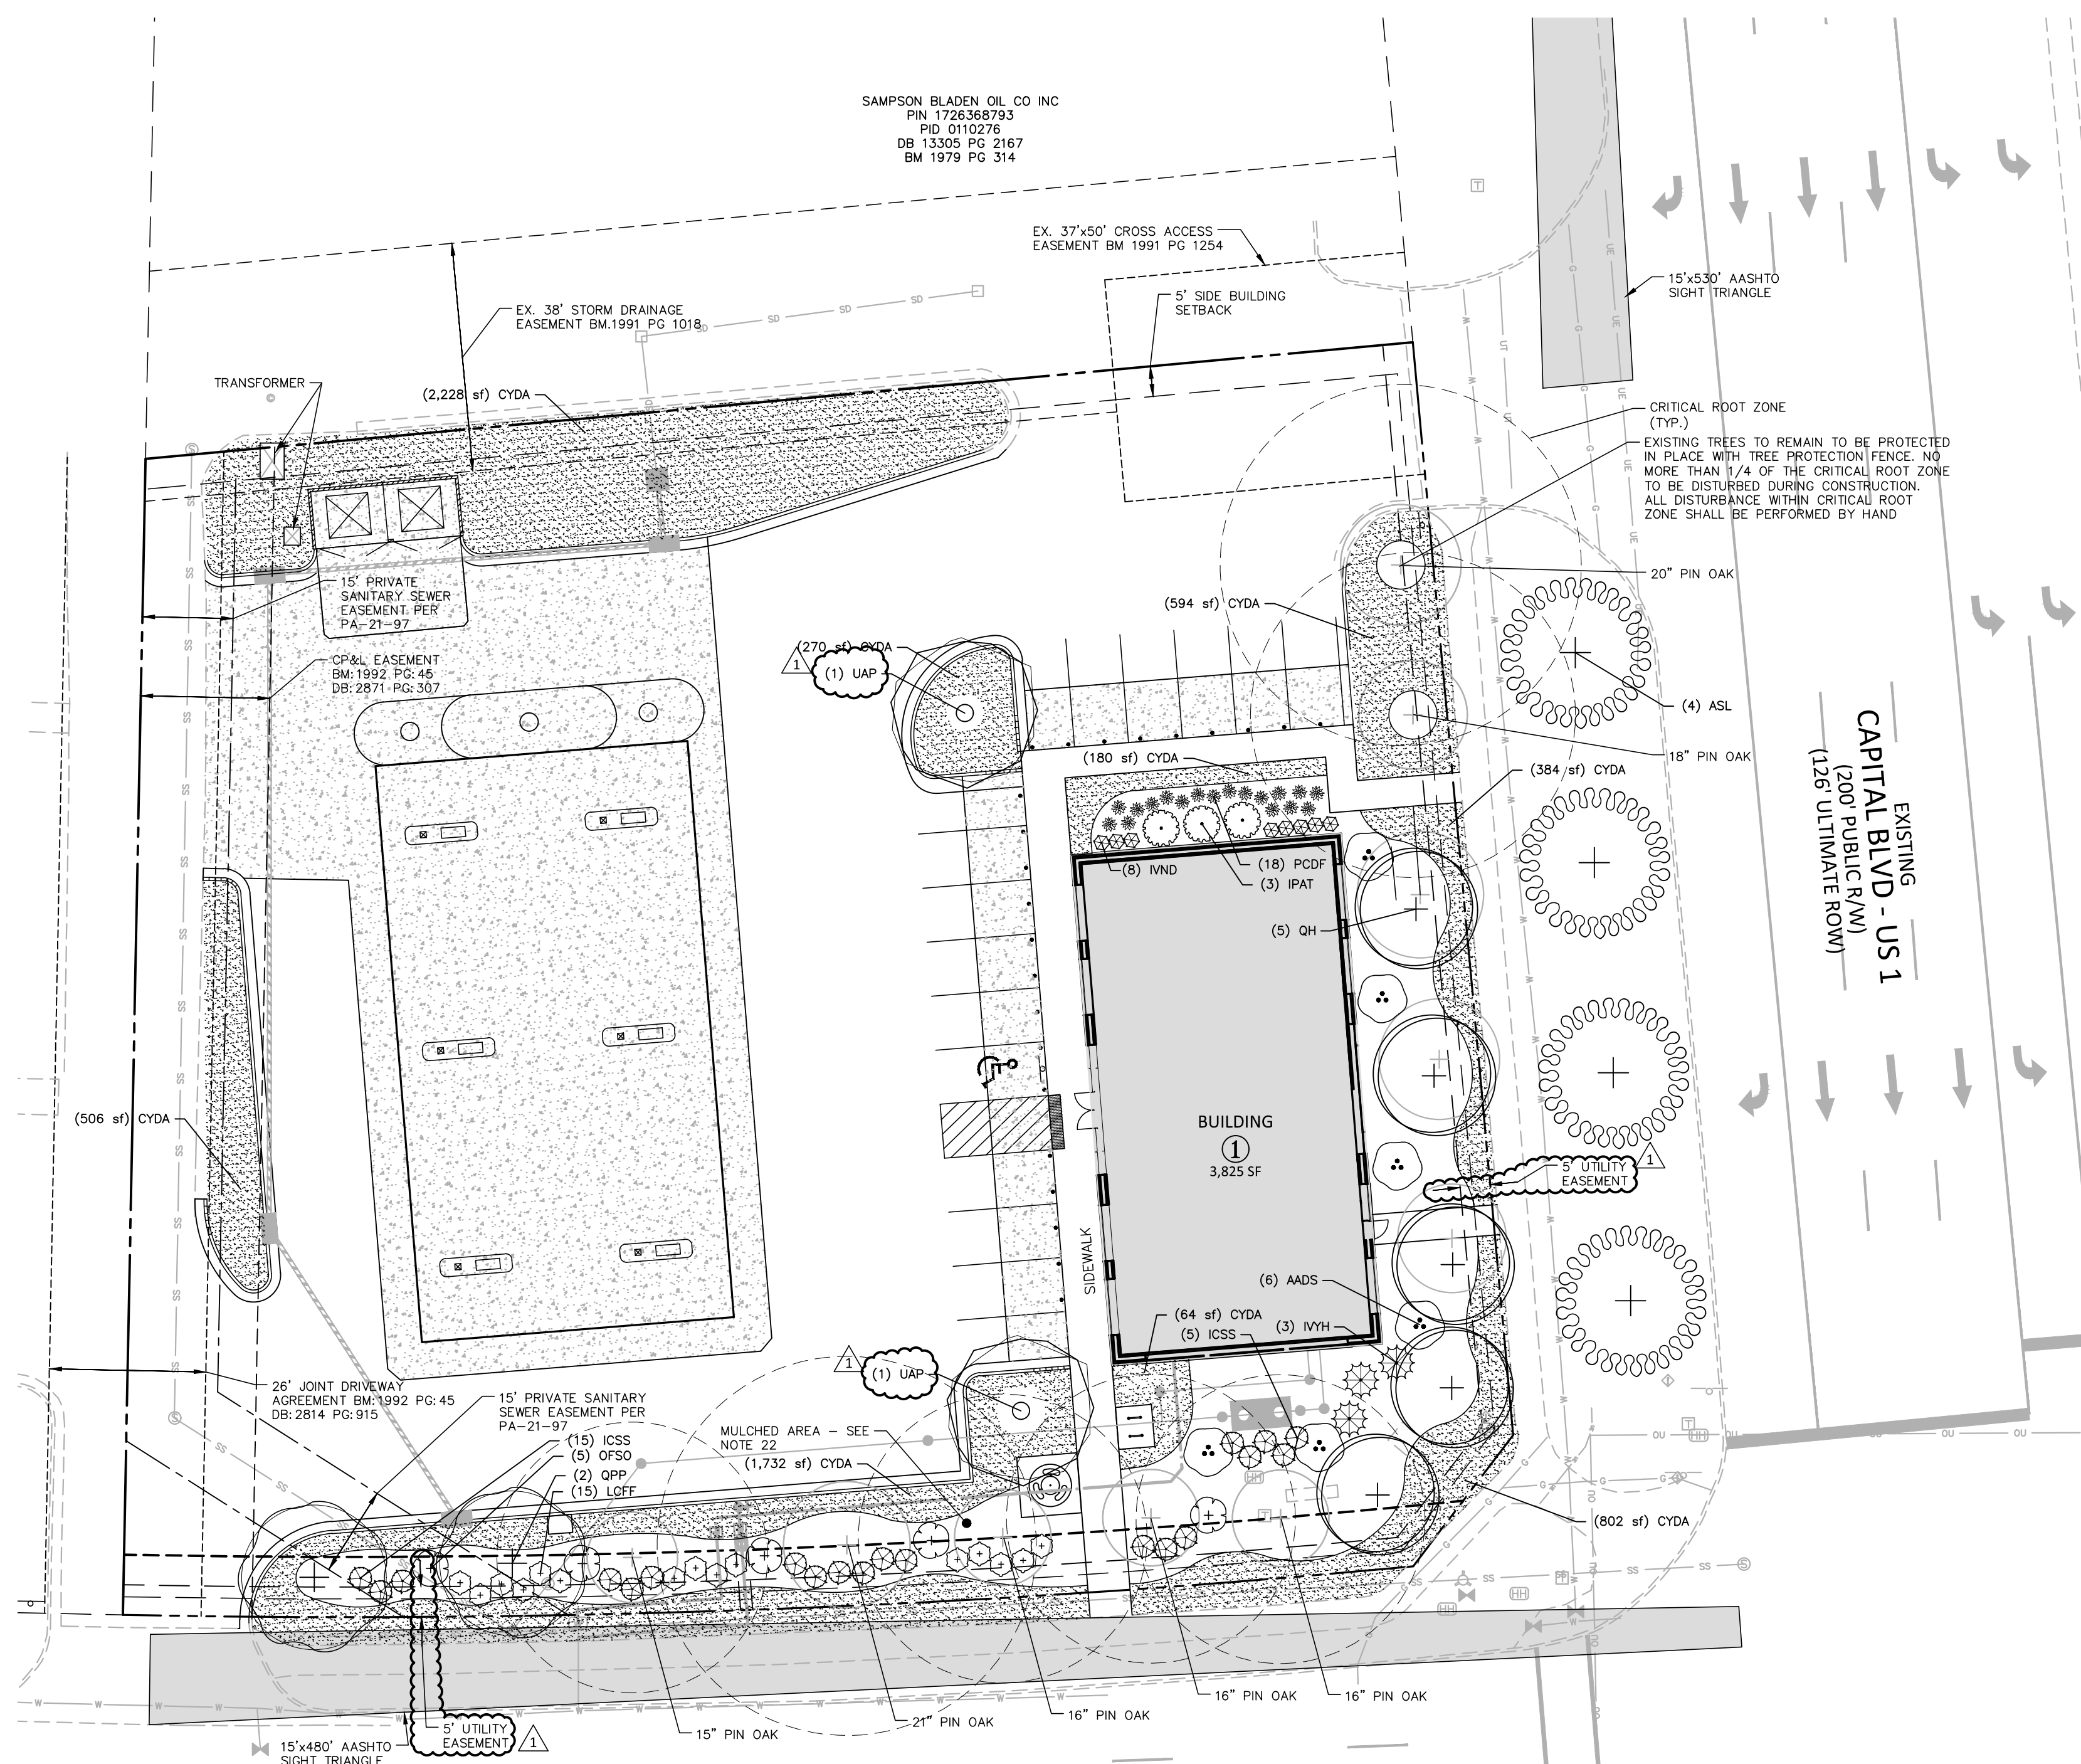 SAMPSON BLADEN OIL CO INC
PIN 1726368793
PID 0110276
DB 13305 PG 2167
BM 1979 PG 314
EX. 37'x50' CROSS ACCESS
EASEMENT BM 1991 PG 1254
5' SIDE BUILDING
SETBACK
15'x530' AASHTO
SIGHT TRIANGLE
EX. 38' STORM DRAINAGE
EASEMENT BM.1991 PG 1018
TRANSFORMER
(2,228 sf) CYDA
CRITICAL ROOT ZONE
(TYP.)
EXISTING TREES TO REMAIN TO BE PROTECTED
IN PLACE WITH TREE PROTECTION FENCE. NO
MORE THAN 1/4 OF THE CRITICAL ROOT ZONE
TO BE DISTURBED DURING CONSTRUCTION.
ALL DISTURBANCE WITHIN CRITICAL ROOT
ZONE SHALL BE PERFORMED BY HAND
20" PIN OAK
15' PRIVATE
SANITARY SEWER
EASEMENT PER
PA-21-97
(594 sf) CYDA
(270 sf) CYDA
1
(1) UAP
CP&L EASEMENT
BM:1992 PG:45
DB:2871 PG:307
(4) ASL
18" PIN OAK
(180 sf) CYDA
(384 sf) CYDA
EXISTING
CAPITAL BLVD - US 1
(200' PUBLIC R/W)
(126' ULTIMATE ROW)
(8) IVND
(18) PCDF
(3) IPAT
(5) QH
(506 sf) CYDA
BUILDING
1
3,825 SF
5' UTILITY
EASEMENT
1
SIDEWALK
(6) AADS
(64 sf) CYDA
(5) ICSS
(3) IVYH
1
(1) UAP
26' JOINT DRIVEWAY
AGREEMENT BM:1992 PG:45
DB:2814 PG:915
15' PRIVATE SANITARY
SEWER EASEMENT PER
PA-21-97
(15) ICSS
(5) OFSO
(2) QPP
(15) LCFF
MULCHED AREA - SEE
NOTE 22
(1,732 sf) CYDA
(802 sf) CYDA
16" PIN OAK
16" PIN OAK
16" PIN OAK
21" PIN OAK
15" PIN OAK
5' UTILITY
EASEMENT
1
15'x480' AASHTO
SIGHT TRIANGLE